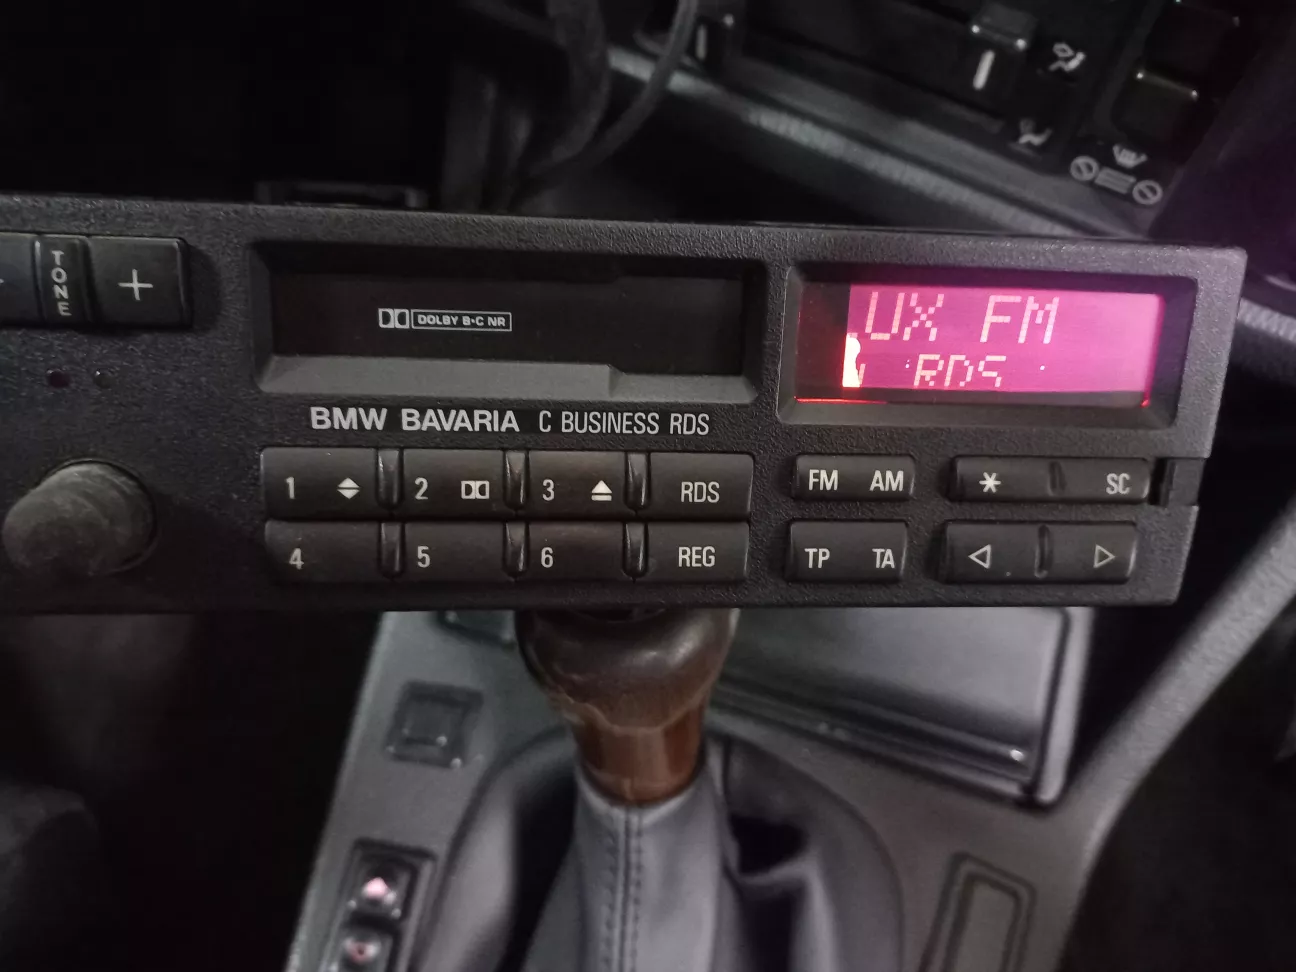 TONE
+
DOLBY B·C NR
UX FM
RDS
BMW BAVARIA C BUSINESS RDS
1 2 3 RDS
FM AM * SC
4 5 6 REG
TP TA